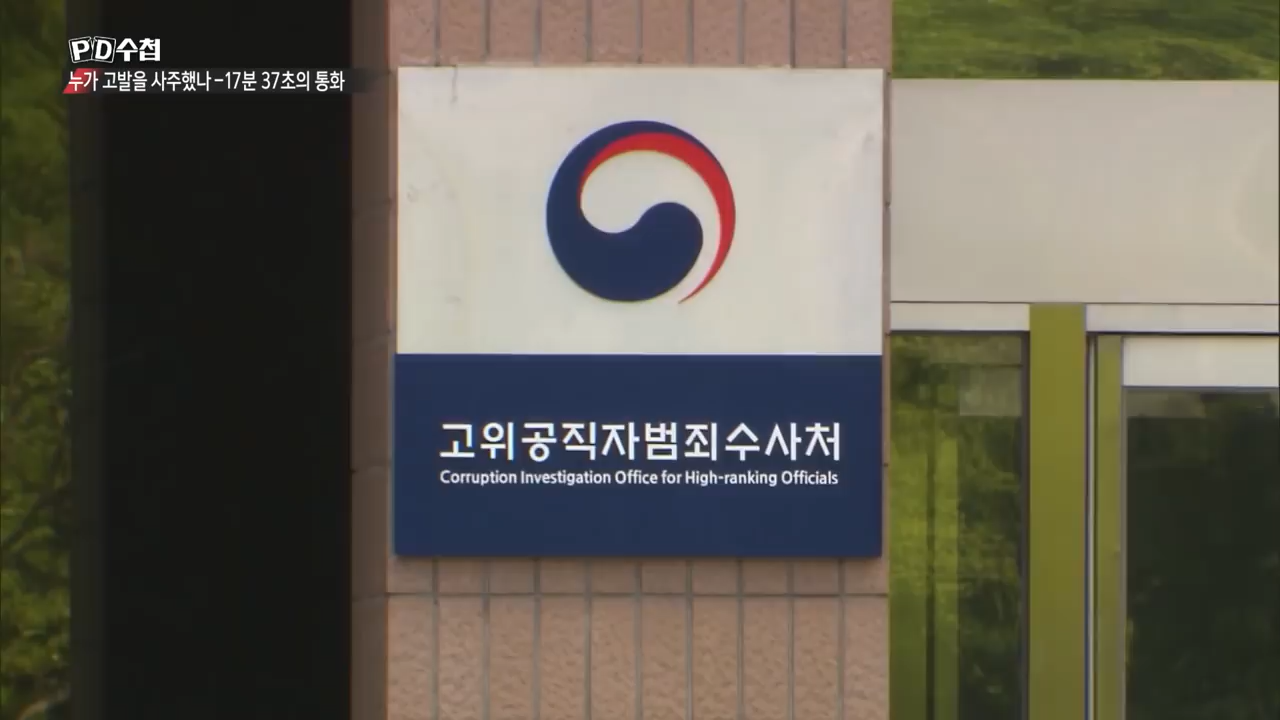 PD수첩
누가 고발을 사주했나-17분 37초의 통화
고위공직자범죄수사처
Corruption Investigation Office for High-ranking Officials